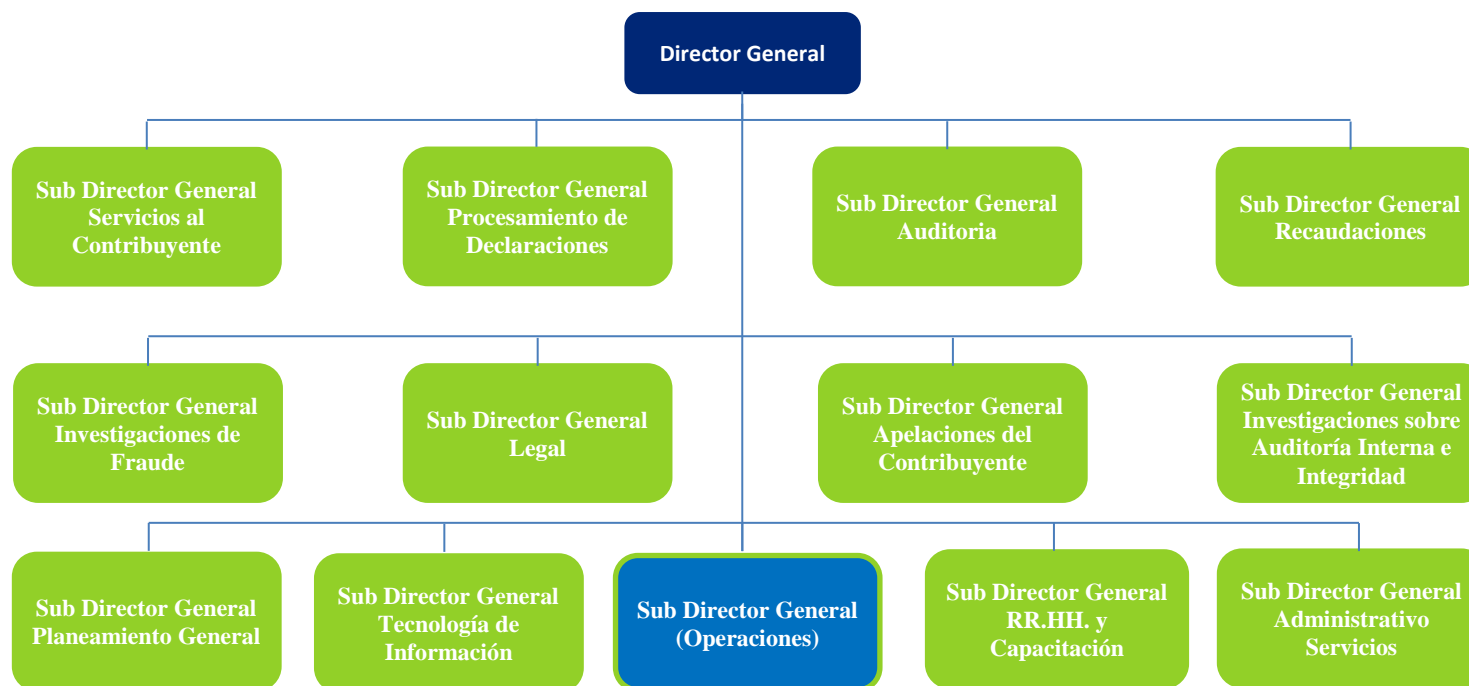 Director General
Sub Director General
Servicios al
Contribuyente
Sub Director General
Procesamiento de
Declaraciones
Sub Director General
Auditoria
Sub Director General
Recaudaciones
Sub Director General
Investigaciones de
Fraude
Sub Director General
Legal
Sub Director General
Apelaciones del
Contribuyente
Sub Director General
Investigaciones sobre
Auditoría Interna e
Integridad
Sub Director General
Planeamiento General
Sub Director General
Tecnología de
Información
Sub Director General
(Operaciones)
Sub Director General
RR.HH. y
Capacitación
Sub Director General
Administrativo
Servicios